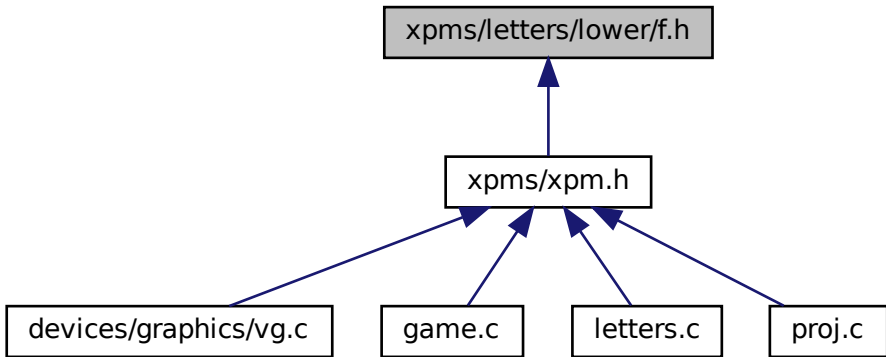 xpms/letters/lower/f.h
xpms/xpm.h
devices/graphics/vg.c
game.c
letters.c
proj.c